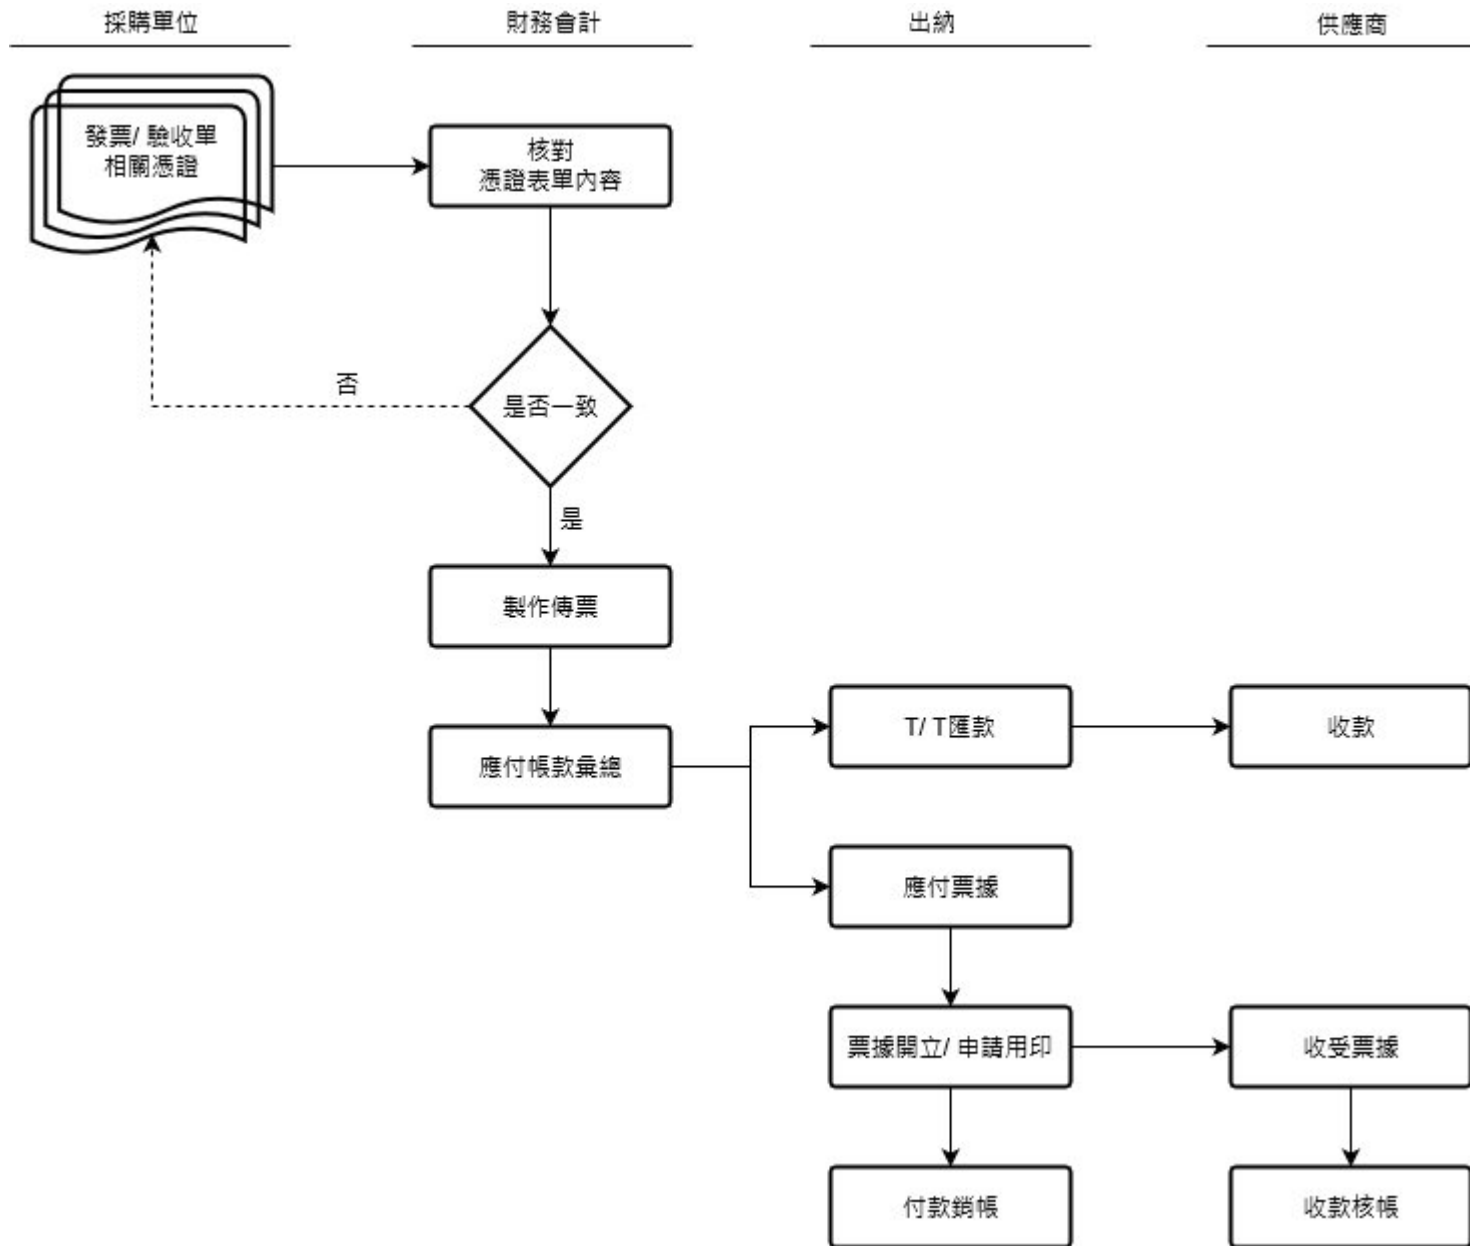 採購單位
財務會計
出納
供應商
發票/ 驗收單
相關憑證
核對
憑證表單內容
否
是否一致
是
製作傳票
T/ T匯款
收款
應付帳款彙總
應付票據
票據開立/ 申請用印
收受票據
付款銷帳
收款核帳